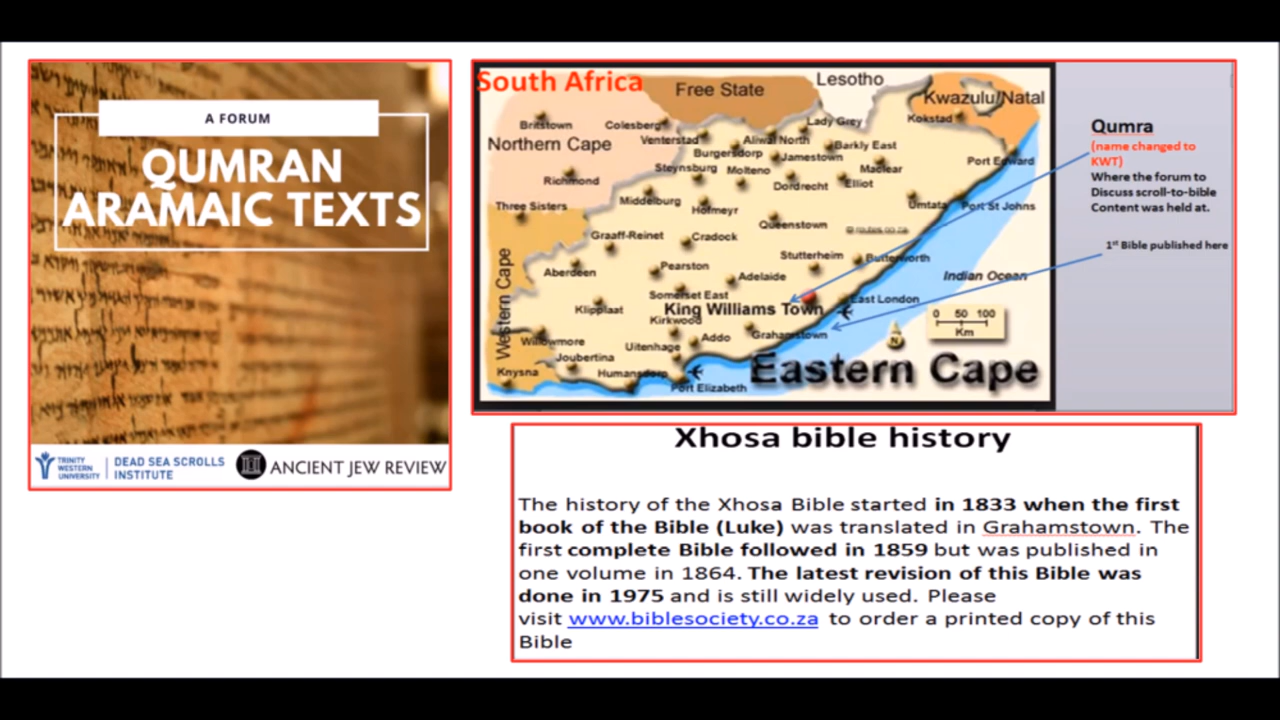 A FORUM
QUMRAN
ARAMAIC TEXTS
TRINITY
WESTERN
UNIVERSITY
DEAD SEA SCROLLS
INSTITUTE
ANCIENT JEW REVIEW
South Africa
Free State
Lesotho
Kwazulu/Natal
Northern Cape
Britstown
Colesberg
Venterstad
Burgersdorp
Aliwal North
Lady Grey
Kokstad
Barkly East
Jamestown
Steynsburg
Molteno
Maclear
Port Edward
Richmond
Dordrecht
Elliot
Three Sisters
Middelburg
Hofmeyr
Umtata
Port St Johns
Queenstown
Graaff-Reinet
Cradock
Stutterheim
Butterworth
Aberdeen
Pearston
Adelaide
Indian Ocean
Somerset East
East London
Klipplaat
King Williams Town
Kirkwood
Western Cape
Willowmore
Uitenhage
Addo
Grahamstown
Joubertina
Knysna
Humansdorp
Port Elizabeth
Eastern Cape
0 50 100
Km
N
Qumra
(name changed to
KWT)
Where the forum to
Discuss scroll-to-bible
Content was held at.
1st Bible published here
Xhosa bible history
The history of the Xhosa Bible started in 1833 when the first
book of the Bible (Luke) was translated in Grahamstown. The
first complete Bible followed in 1859 but was published in
one volume in 1864. The latest revision of this Bible was
done in 1975 and is still widely used. Please
visit www.biblesociety.co.za to order a printed copy of this
Bible